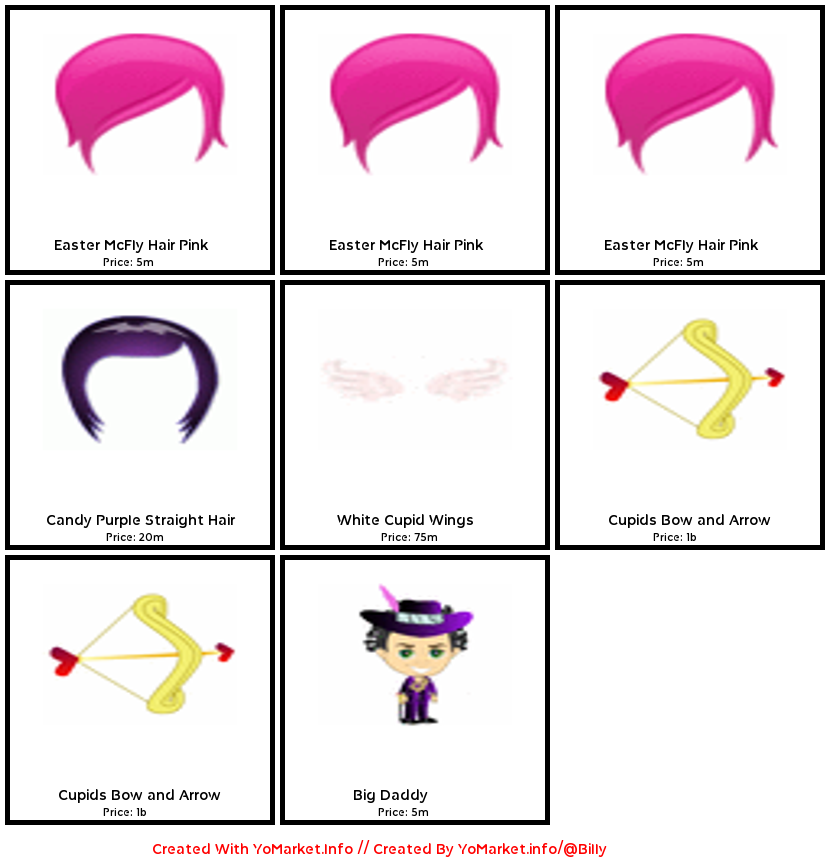 Easter McFly Hair Pink
Price: 5m
Easter McFly Hair Pink
Price: 5m
Easter McFly Hair Pink
Price: 5m
Candy Purple Straight Hair
Price: 20m
White Cupid Wings
Price: 75m
Cupids Bow and Arrow
Price: 1b
Cupids Bow and Arrow
Price: 1b
Big Daddy
Price: 5m
Created With YoMarket.Info // Created By YoMarket.info/@Billy